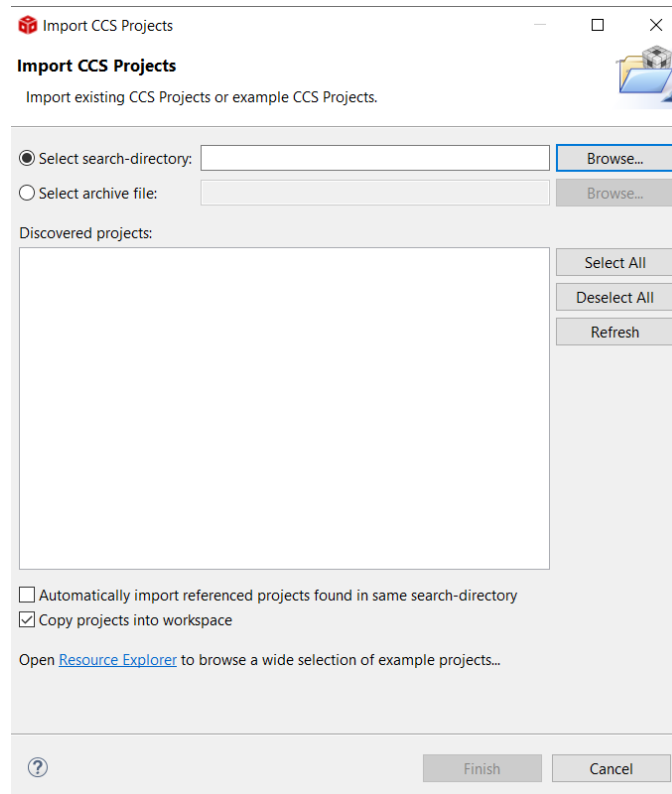 Import CCS Projects
Import CCS Projects
Import existing CCS Projects or example CCS Projects.
Select search-directory: Browse...
Select archive file: Browse...
Discovered projects:
Select All
Deselect All
Refresh
Automatically import referenced projects found in same search-directory
Copy projects into workspace
Open Resource Explorer to browse a wide selection of example projects...
? Finish Cancel